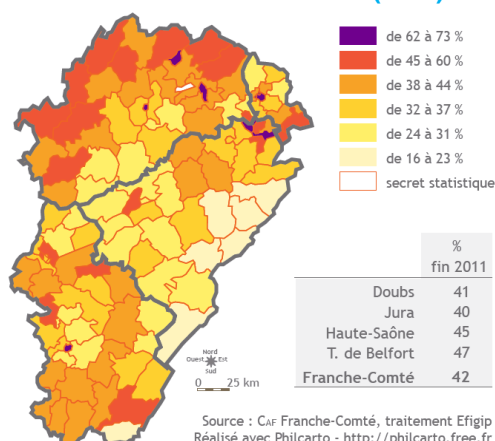 de 62 à 73 %
de 45 à 60 %
de 38 à 44 %
de 32 à 37 %
de 24 à 31 %
de 16 à 23 %
secret statistique
%
fin 2011
Doubs 41
Jura 40
Haute-Saône 45
T. de Belfort 47
Franche-Comté 42
Nord
Ouest Est
Sud
0 25 km
Source : CAF Franche-Comté, traitement Efigip
Réalisé avec Philcarto - http://philcarto.free.fr